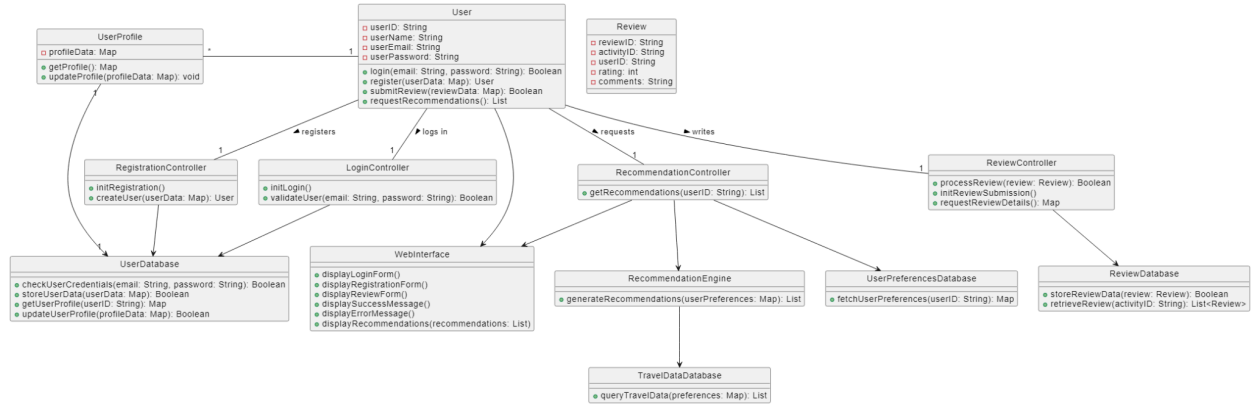 User
userID: String
userName: String
userEmail: String
userPassword: String
login(email: String, password: String): Boolean
register(userData: Map): User
submitReview(reviewData: Map): Boolean
requestRecommendations(): List
Review
reviewID: String
activityID: String
userID: String
rating: int
comments: String
UserProfile
profileData: Map
getProfile(): Map
updateProfile(profileData: Map): void
*
1
1
registers
logs in
requests
writes
1
1
1
1
RegistrationController
initRegistration()
createUser(userData: Map): User
LoginController
initLogin()
validateUser(email: String, password: String): Boolean
RecommendationController
getRecommendations(userID: String): List
ReviewController
processReview(review: Review): Boolean
initReviewSubmission()
requestReviewDetails(): Map
1
UserDatabase
checkUserCredentials(email: String, password: String): Boolean
storeUserData(userData: Map): Boolean
getUserProfile(userID: String): Map
updateUserProfile(profileData: Map): Boolean
WebInterface
displayLoginForm()
displayRegistrationForm()
displayReviewForm()
displaySuccessMessage()
displayErrorMessage()
displayRecommendations(recommendations: List)
RecommendationEngine
generateRecommendations(userPreferences: Map): List
UserPreferencesDatabase
fetchUserPreferences(userID: String): Map
ReviewDatabase
storeReviewData(review: Review): Boolean
retrieveReview(activityID: String): List<Review>
TravelDataDatabase
queryTravelData(preferences: Map): List